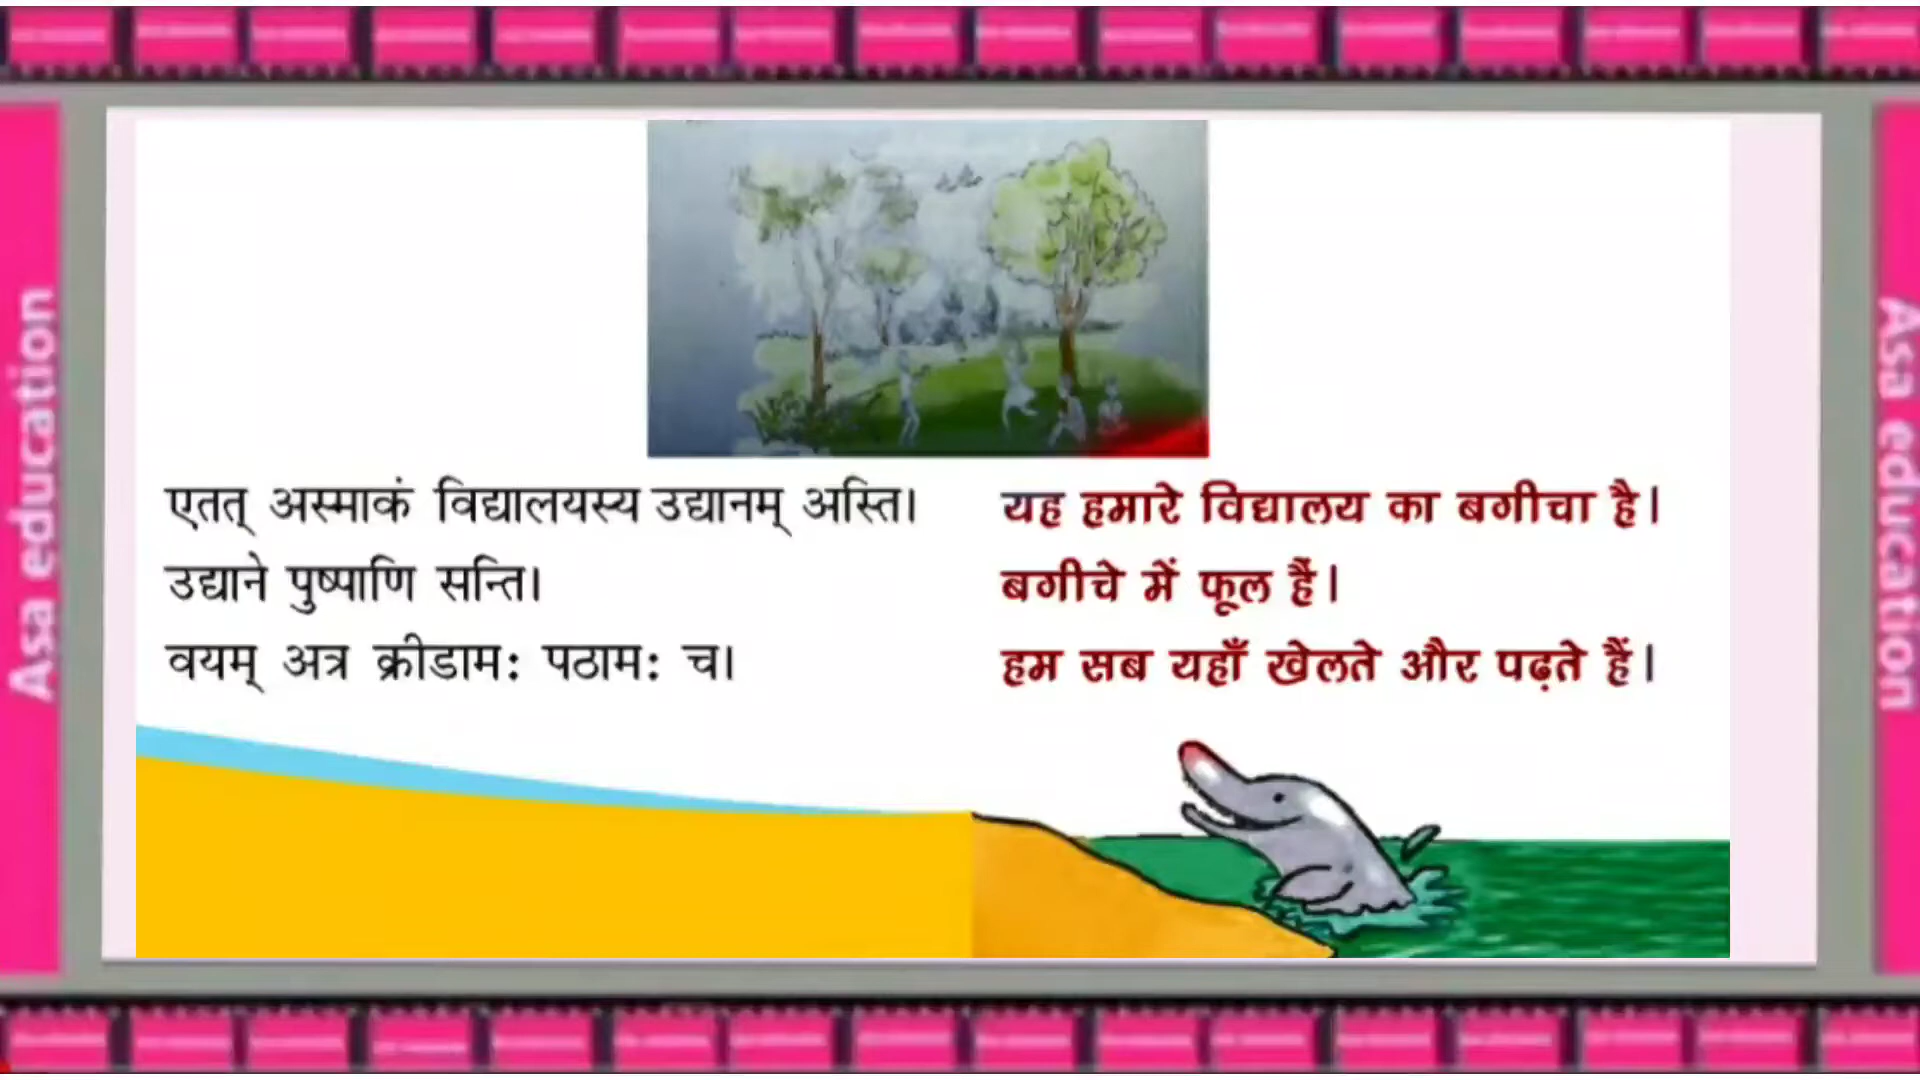 एतत् अस्माकं विद्यालयस्य उद्यानम् अस्ति।
उद्याने पुष्पाणि सन्ति।
वयम् अत्र क्रीडामः पठामः च।
यह हमारे विद्यालय का बगीचा है।
बगीचे में फूल हैं।
हम सब यहाँ खेलते और पढ़ते हैं।
Asa education
Asa education